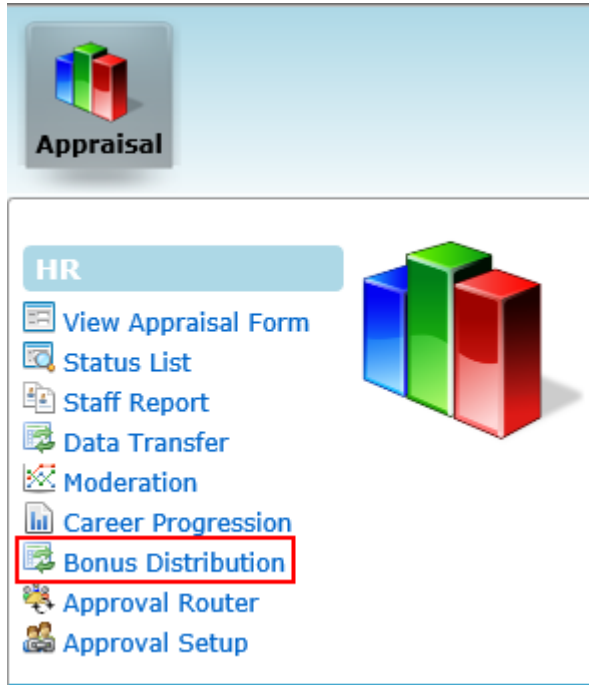 Appraisal
HR
View Appraisal Form
Status List
Staff Report
Data Transfer
Moderation
Career Progression
Bonus Distribution
Approval Router
Approval Setup